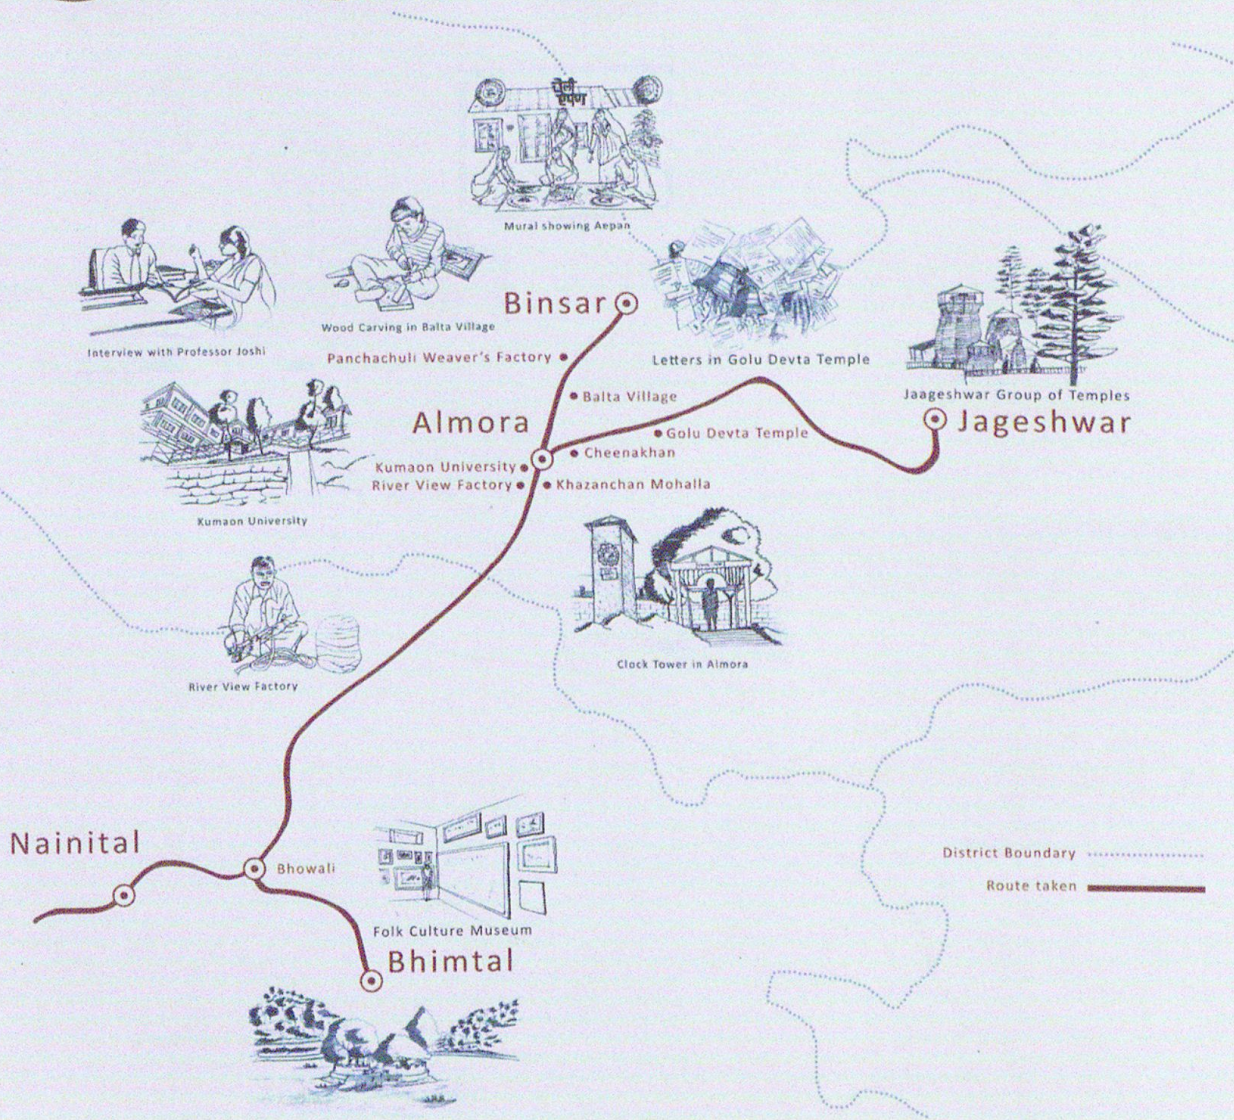 चेली
ऐपण
Mural showing Aepan
Interview with Professor Joshi
Wood Carving in Balta Village
Binsar
Panchachuli Weaver's Factory
Letters in Golu Devta Temple
Jaageshwar Group of Temples
Balta Village
Almora
Jageshwar
Golu Devta Temple
Cheenakhan
Kumaon University
River View Factory
Khazanchan Mohalla
Kumaon University
Clock Tower in Almora
River View Factory
Nainital
Bhowali
District Boundary
Route taken
Folk Culture Museum
Bhimtal